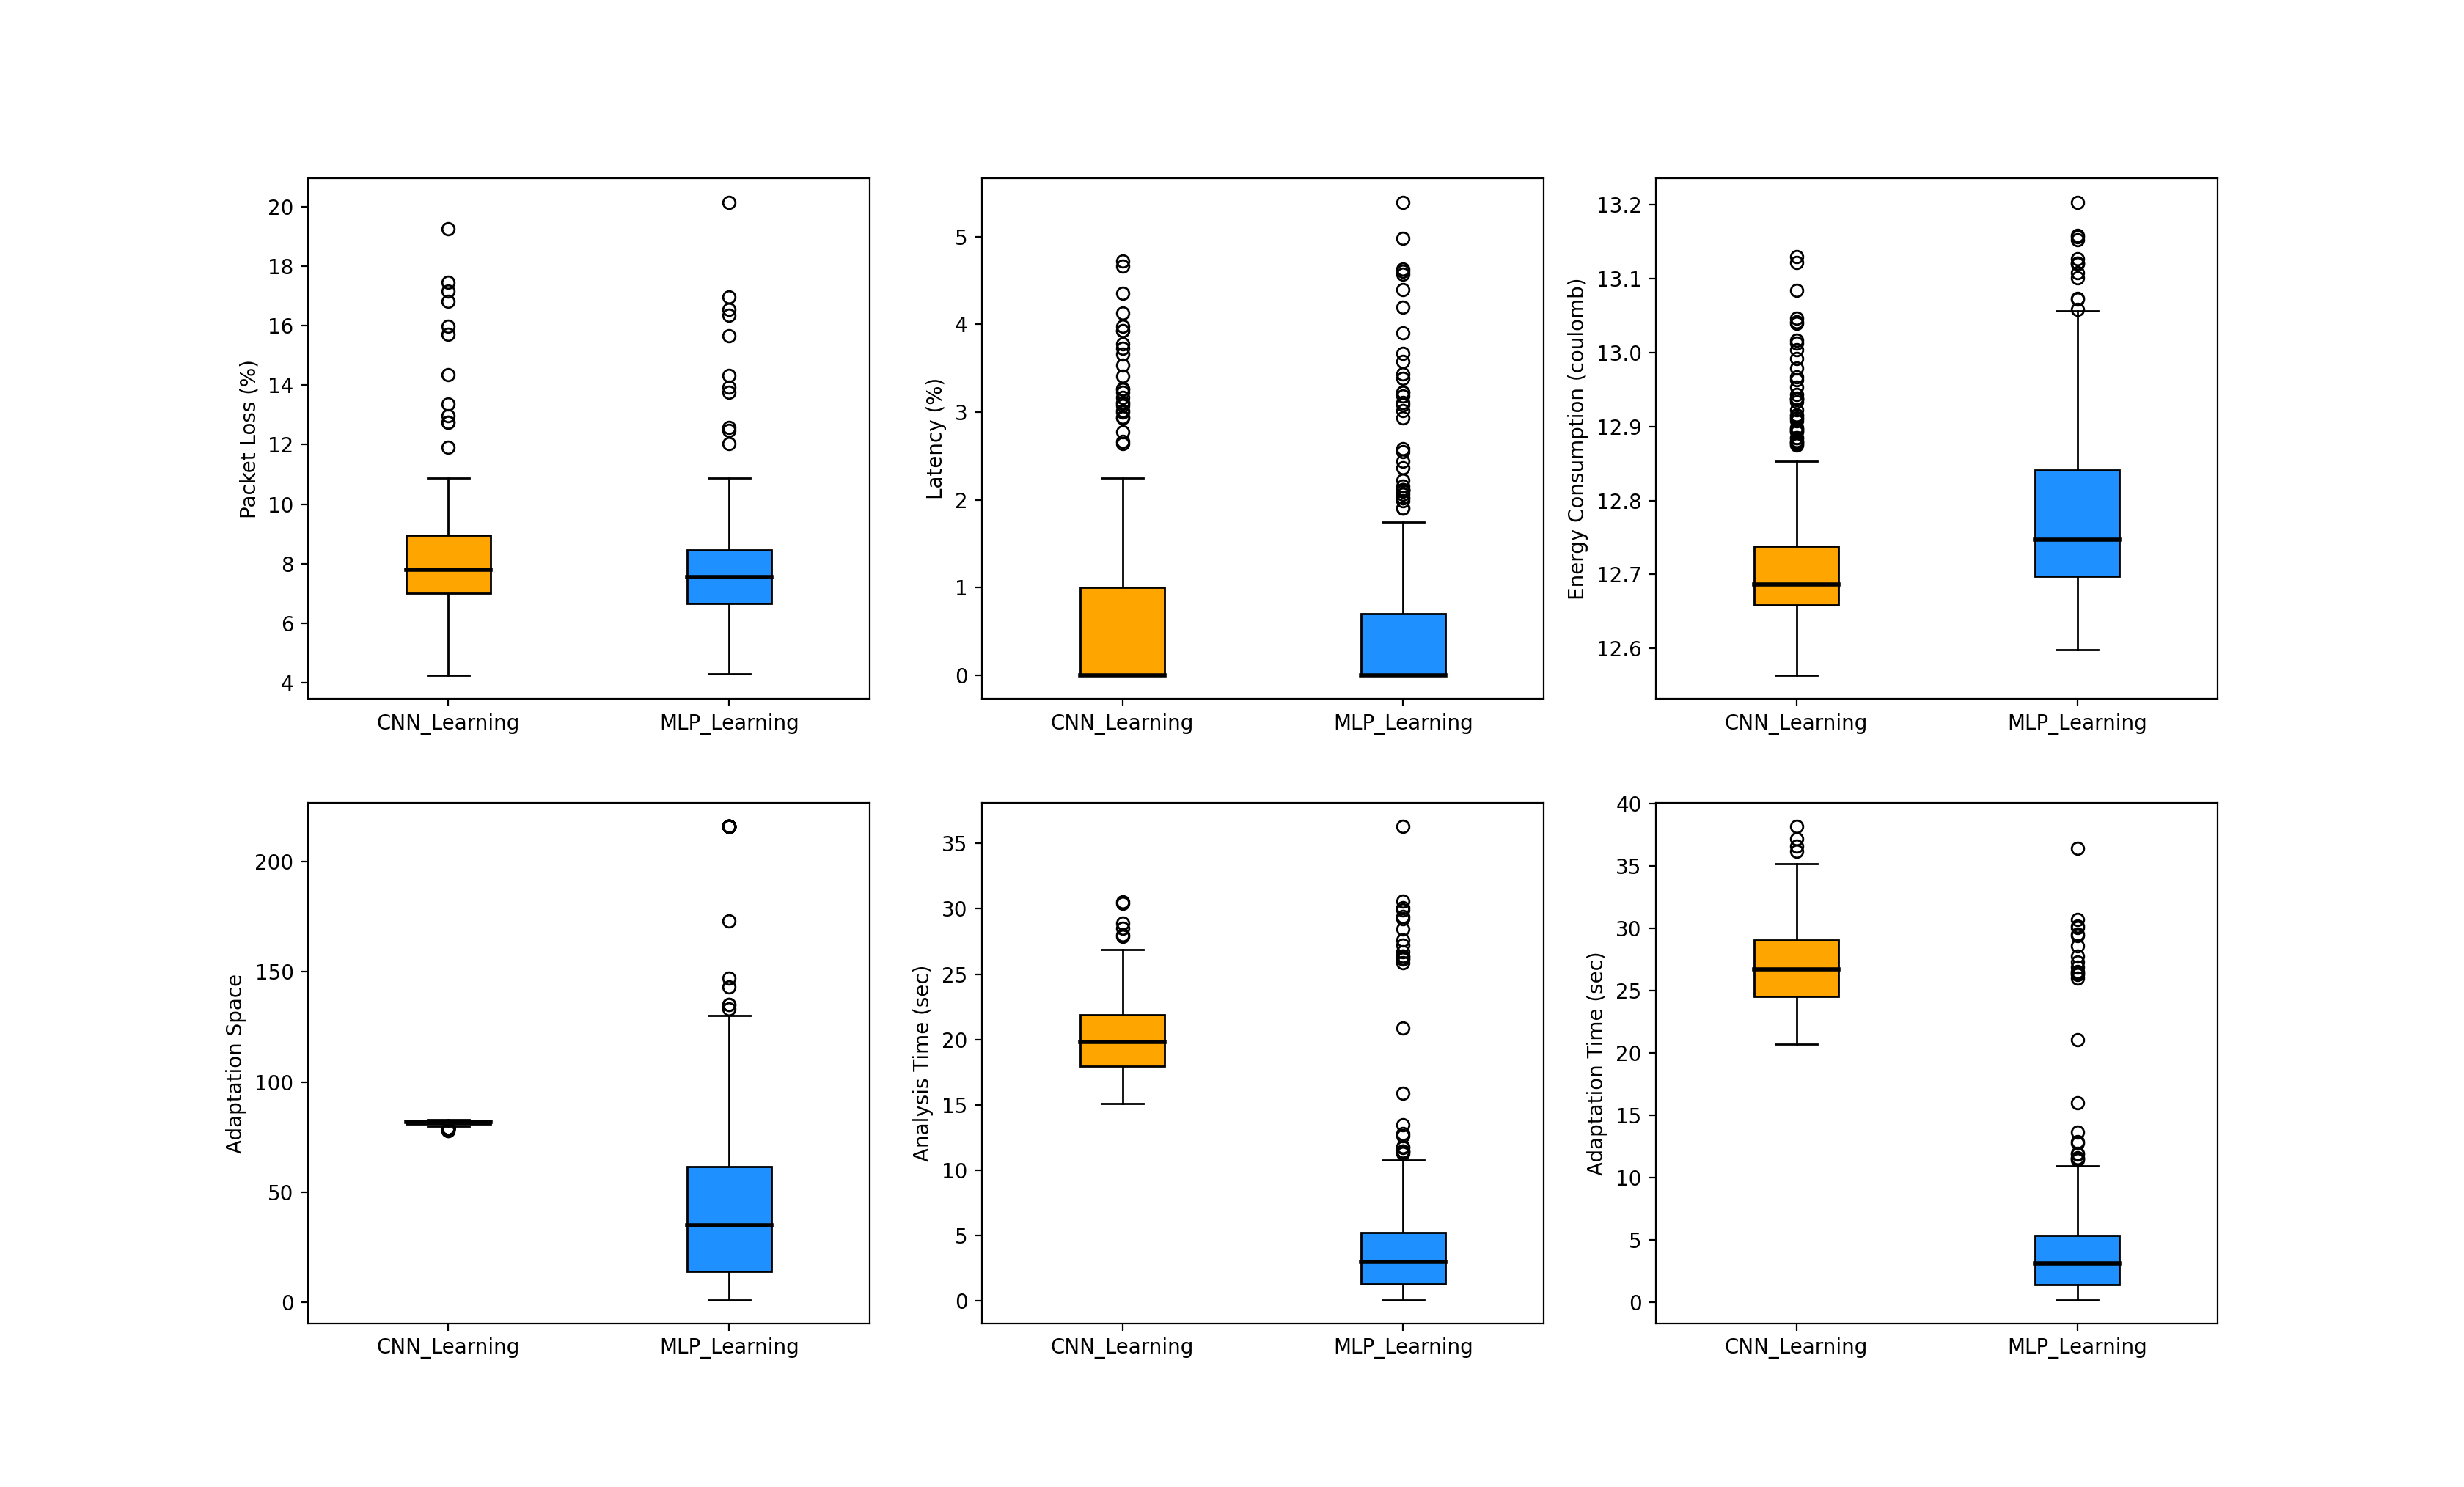 Packet Loss (%)
20
18
16
14
12
10
8
6
4
CNN_Learning
MLP_Learning
Latency (%)
5
4
3
2
1
0
CNN_Learning
MLP_Learning
Energy Consumption (coulomb)
13.2
13.1
13.0
12.9
12.8
12.7
12.6
CNN_Learning
MLP_Learning
Adaptation Space
200
150
100
50
0
CNN_Learning
MLP_Learning
Analysis Time (sec)
35
30
25
20
15
10
5
0
CNN_Learning
MLP_Learning
Adaptation Time (sec)
40
35
30
25
20
15
10
5
0
CNN_Learning
MLP_Learning